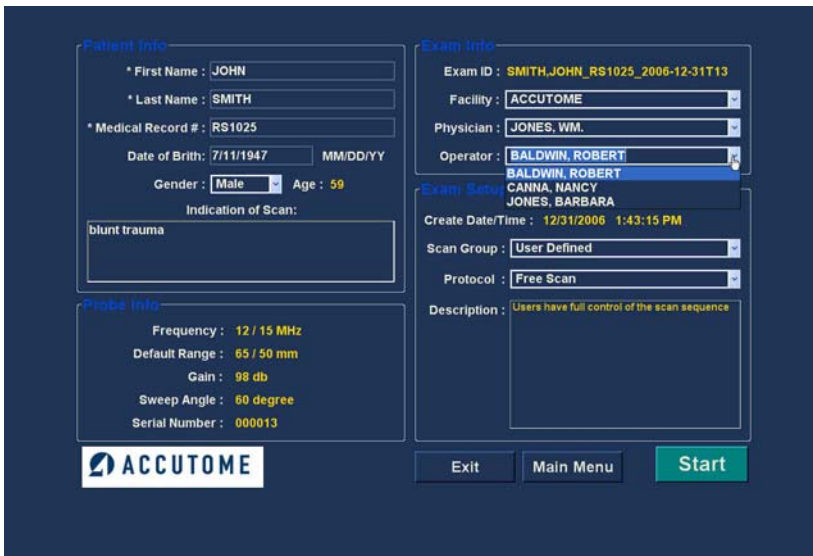 Patient Info
* First Name : JOHN
* Last Name : SMITH
* Medical Record # : RS1025
Date of Brith: 7/11/1947 MM/DD/YY
Gender : Male Age : 59
Indication of Scan:
blunt trauma
Probe Info
Frequency : 12 / 15 MHz
Default Range : 65 / 50 mm
Gain : 98 db
Sweep Angle : 60 degree
Serial Number : 000013
ACCUTOME
Exam Info
Exam ID : SMITH,JOHN_RS1025_2006-12-31T13
Facility : ACCUTOME
Physician : JONES, WM.
Operator : BALDWIN, ROBERT
BALDWIN, ROBERT
CANNA, NANCY
JONES, BARBARA
Exam Setup
Create Date/Time : 12/31/2006 1:43:15 PM
Scan Group : User Defined
Protocol : Free Scan
Description : Users have full control of the scan sequence
Exit
Main Menu
Start